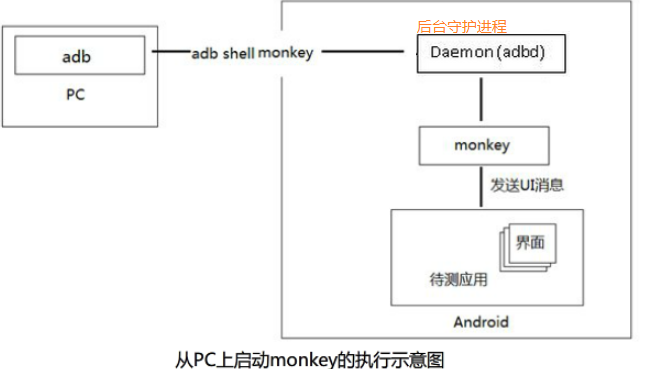 后台守护进程
adb
adb shell monkey
Daemon(adbd)
PC
monkey
发送UI消息
界面
待测应用
Android
从PC上启动monkey的执行示意图